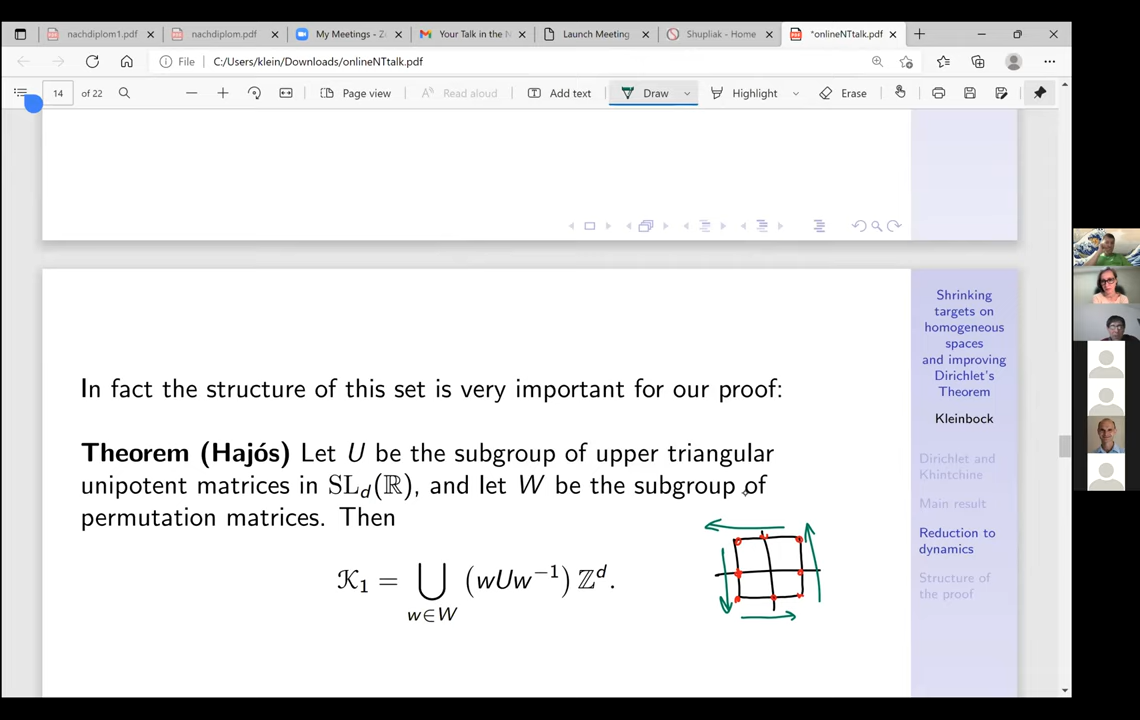 nachdiplom1.pdf
nachdiplom.pdf
My Meetings - Z
Your Talk in the N
Launch Meeting
Shupliak - Home
*onlineNTtalk.pdf
File C:/Users/klein/Downloads/onlineNTtalk.pdf
14 of 22
Page view
Read aloud
Add text
Draw
Highlight
Erase
In fact the structure of this set is very important for our proof:
Theorem (Hajós) Let U be the subgroup of upper triangular
unipotent matrices in SL_d(ℝ), and let W be the subgroup of
permutation matrices. Then
𝒦₁ = ⋃_{w∈W} (wUw⁻¹) ℤᵈ.
Shrinking
targets on
homogeneous
spaces
and improving
Dirichlet's
Theorem
Kleinbock
Dirichlet and
Khintchine
Main result
Reduction to
dynamics
Structure of
the proof